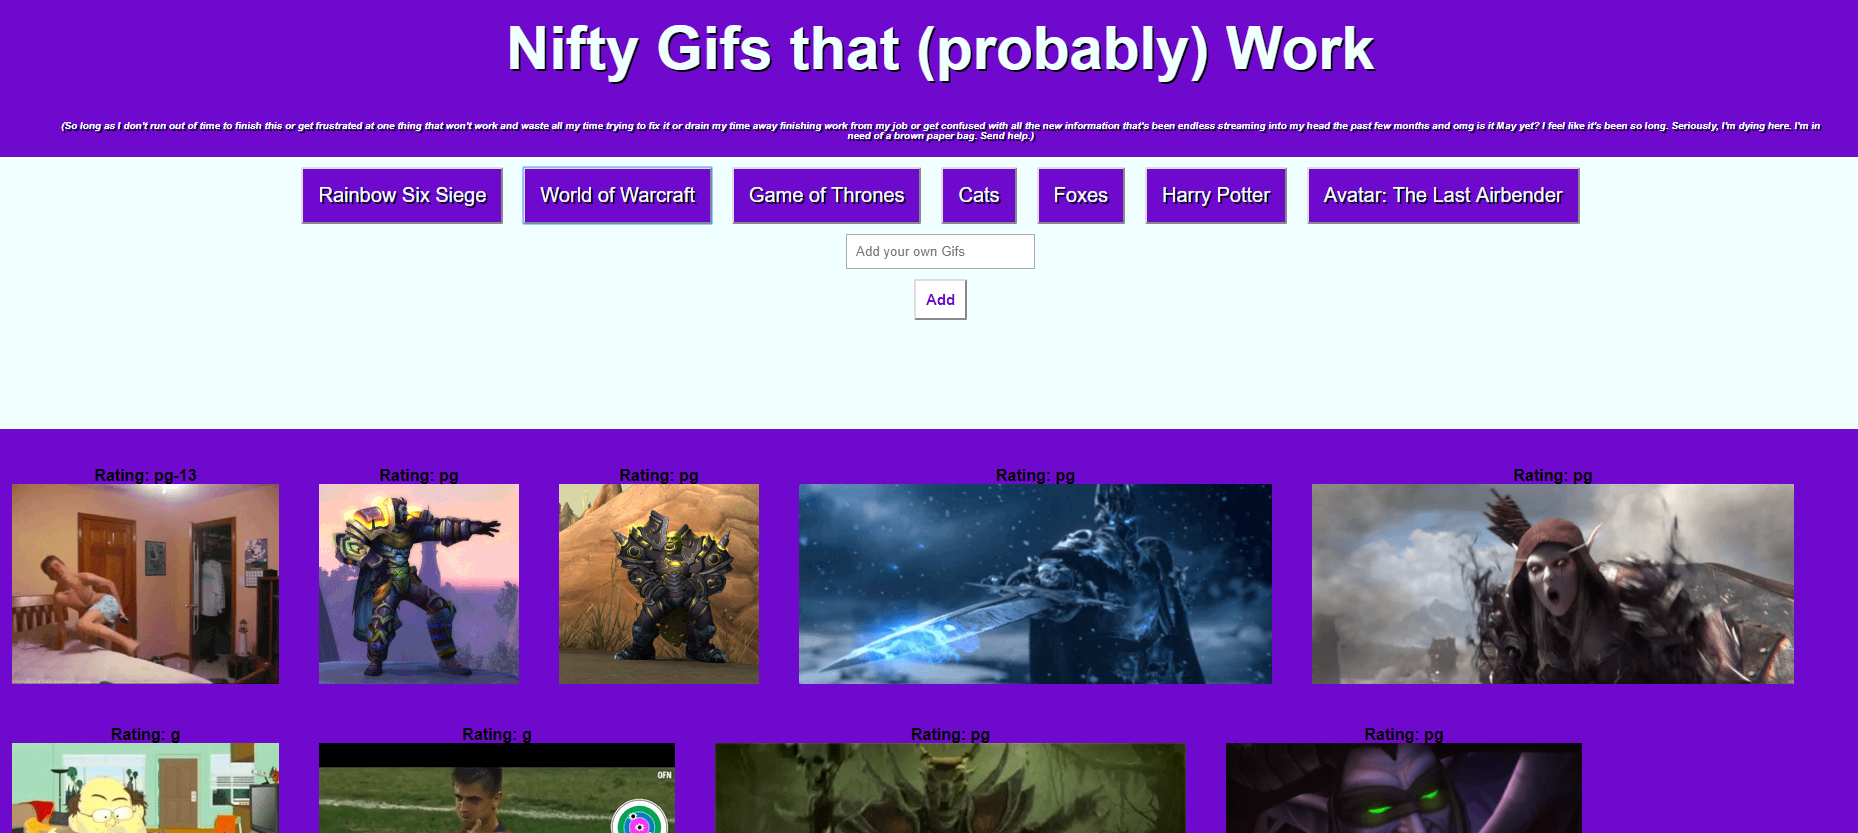 Nifty Gifs that (probably) Work
(So long as I don't run out of time to finish this or get frustrated at one thing that won't work and waste all my time trying to fix it or drain my time away finishing work from my job or get confused with all the new information that's been endless streaming into my head the past few months and omg is it May yet? I feel like it's been so long. Seriously, I'm dying here. I'm in
need of a brown paper bag. Send help.)
Rainbow Six Siege World of Warcraft Game of Thrones Cats Foxes Harry Potter Avatar: The Last Airbender
Add your own Gifs
Add
Rating: pg-13 Rating: pg Rating: pg Rating: pg Rating: pg
Rating: g Rating: g Rating: pg Rating: pg
OFN